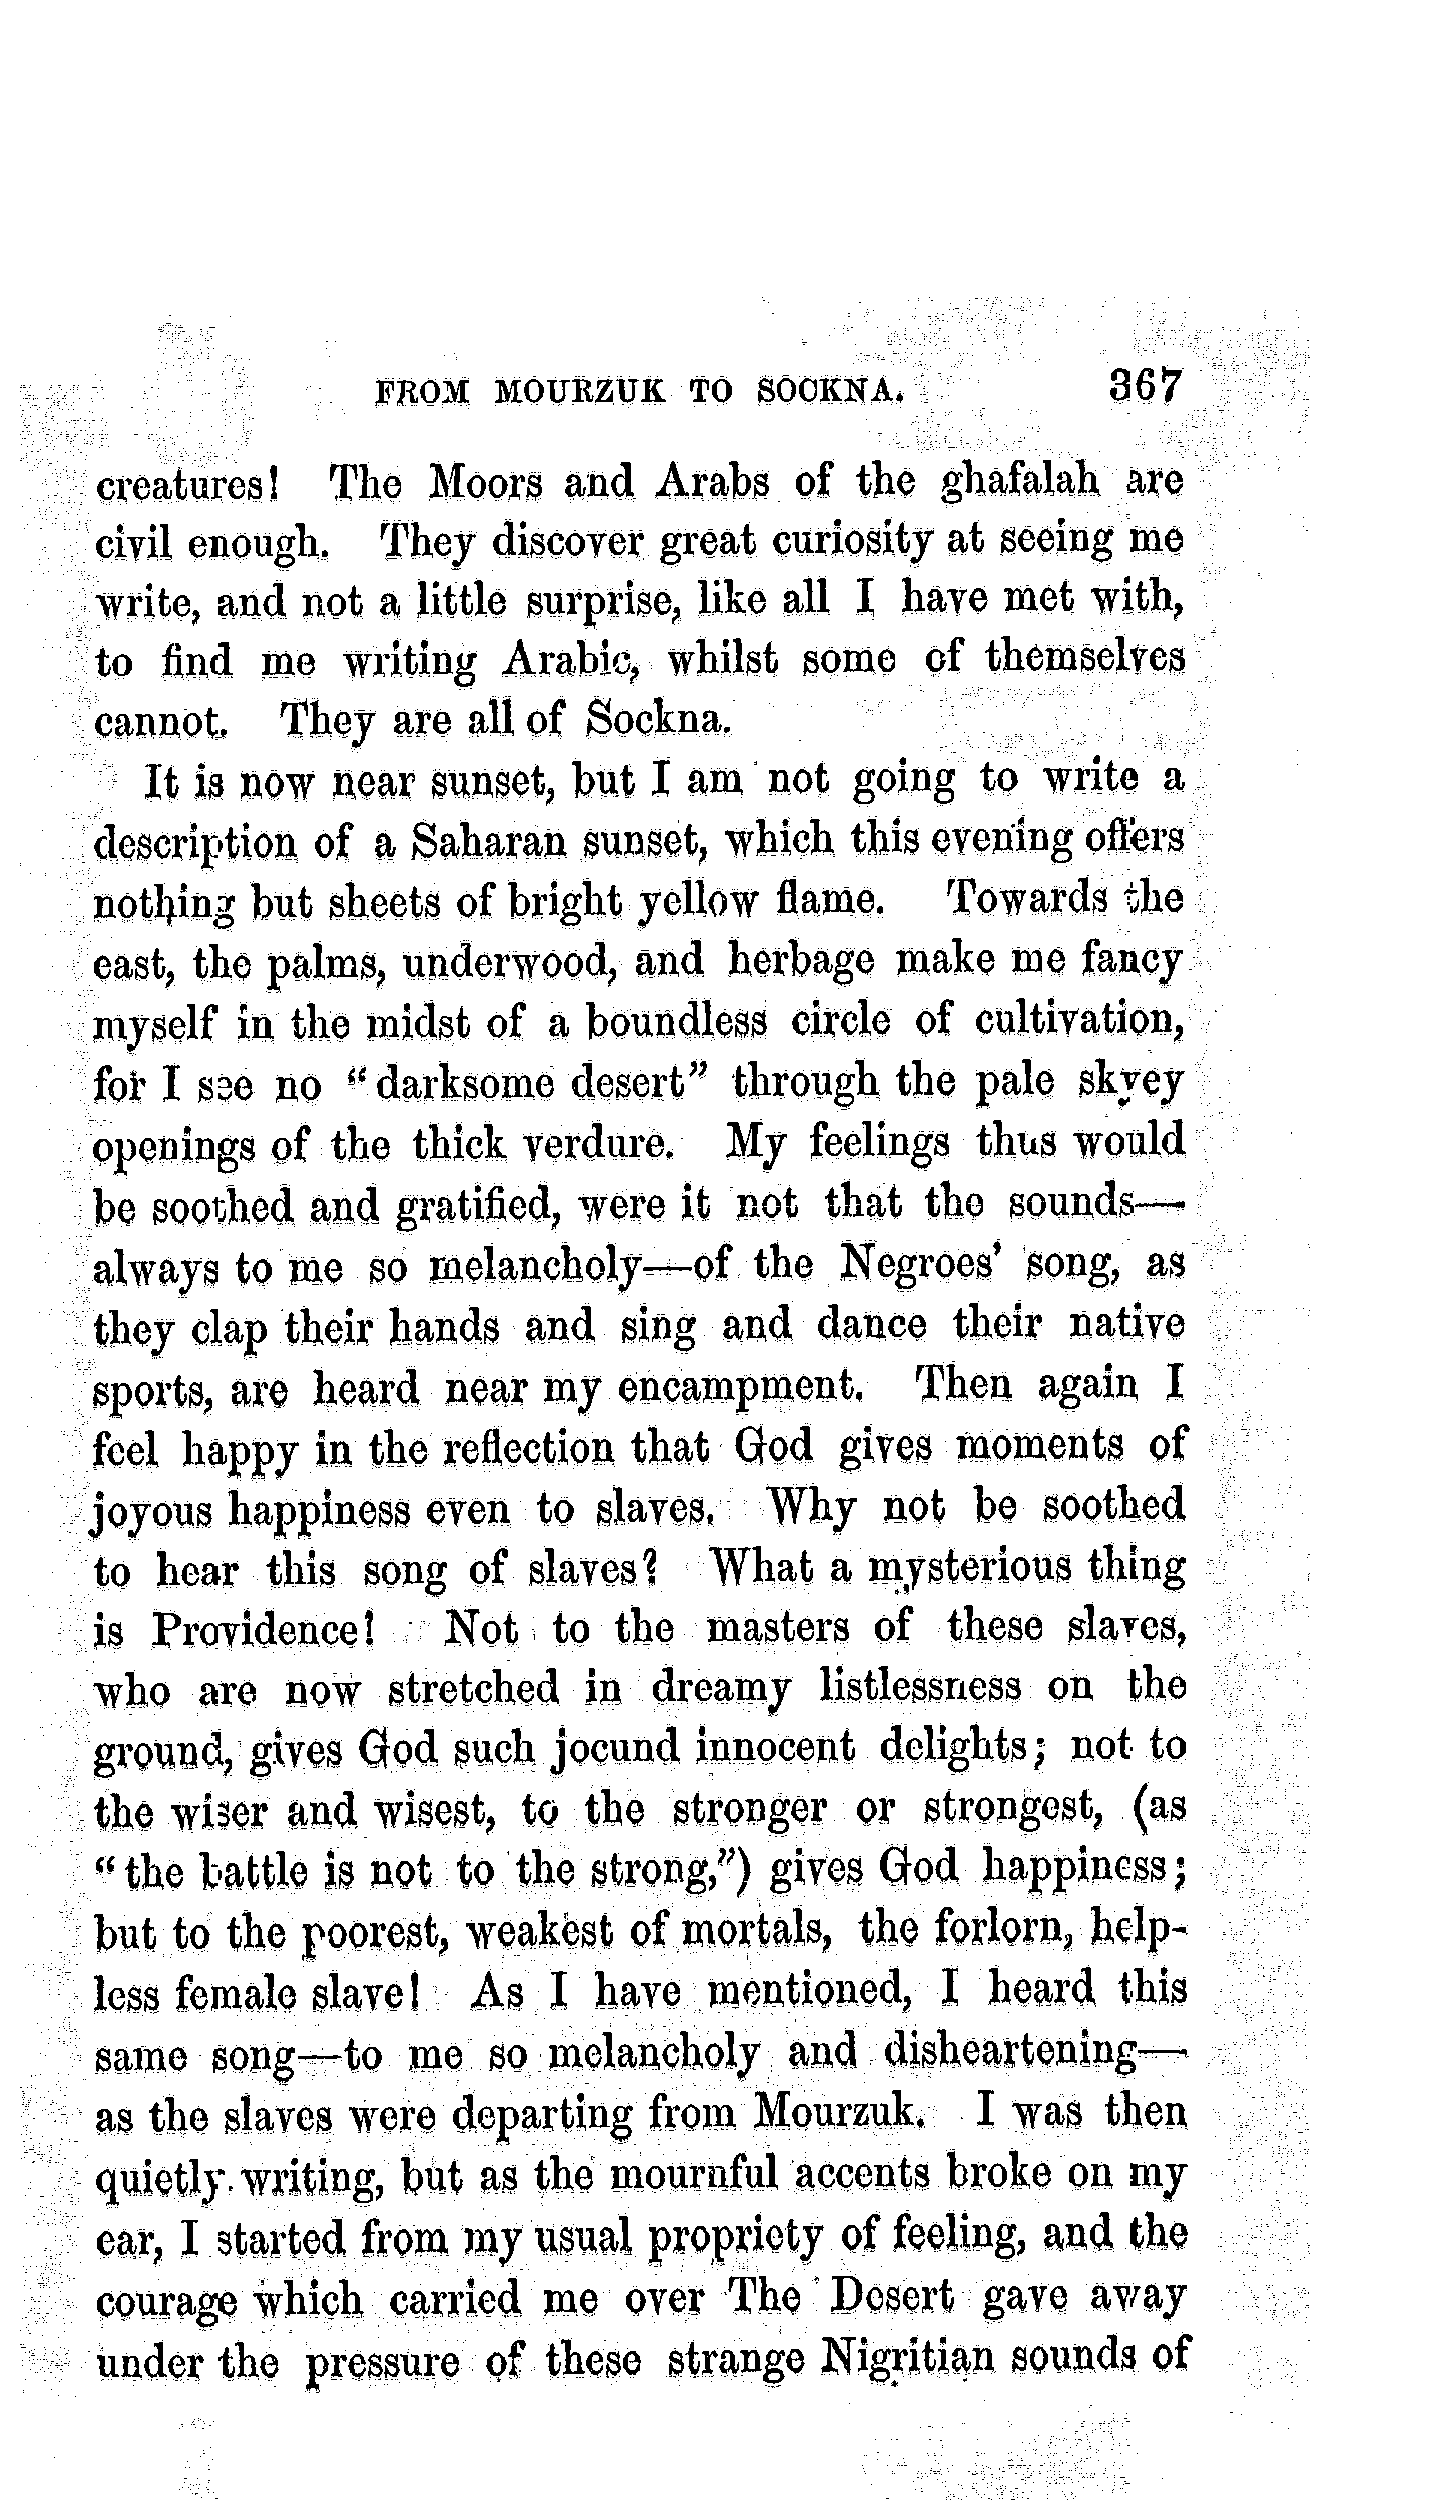 FROM MOURZUK TO SOCKNA. 367
creatures! The Moors and Arabs of the ghafalah are
civil enough. They discover great curiosity at seeing me
write, and not a little surprise, like all I have met with,
to find me writing Arabic, whilst some of themselves
cannot. They are all of Sockna.
It is now near sunset, but I am not going to write a
description of a Saharan sunset, which this evening offers
nothing but sheets of bright yellow flame. Towards the
east, the palms, underwood, and herbage make me fancy
myself in the midst of a boundless circle of cultivation,
for I see no “darksome desert” through the pale skyey
openings of the thick verdure. My feelings thus would
be soothed and gratified, were it not that the sounds—
always to me so melancholy—of the Negroes’ song, as
they clap their hands and sing and dance their native
sports, are heard near my encampment. Then again I
feel happy in the reflection that God gives moments of
joyous happiness even to slaves. Why not be soothed
to hear this song of slaves? What a mysterious thing
is Providence! Not to the masters of these slaves,
who are now stretched in dreamy listlessness on the
ground, gives God such jocund innocent delights; not to
the wiser and wisest, to the stronger or strongest, (as
“the battle is not to the strong,”) gives God happiness;
but to the poorest, weakest of mortals, the forlorn, help-
less female slave! As I have mentioned, I heard this
same song—to me so melancholy and disheartening—
as the slaves were departing from Mourzuk. I was then
quietly writing, but as the mournful accents broke on my
ear, I started from my usual propriety of feeling, and the
courage which carried me over The Desert gave away
under the pressure of these strange Nigritian sounds of